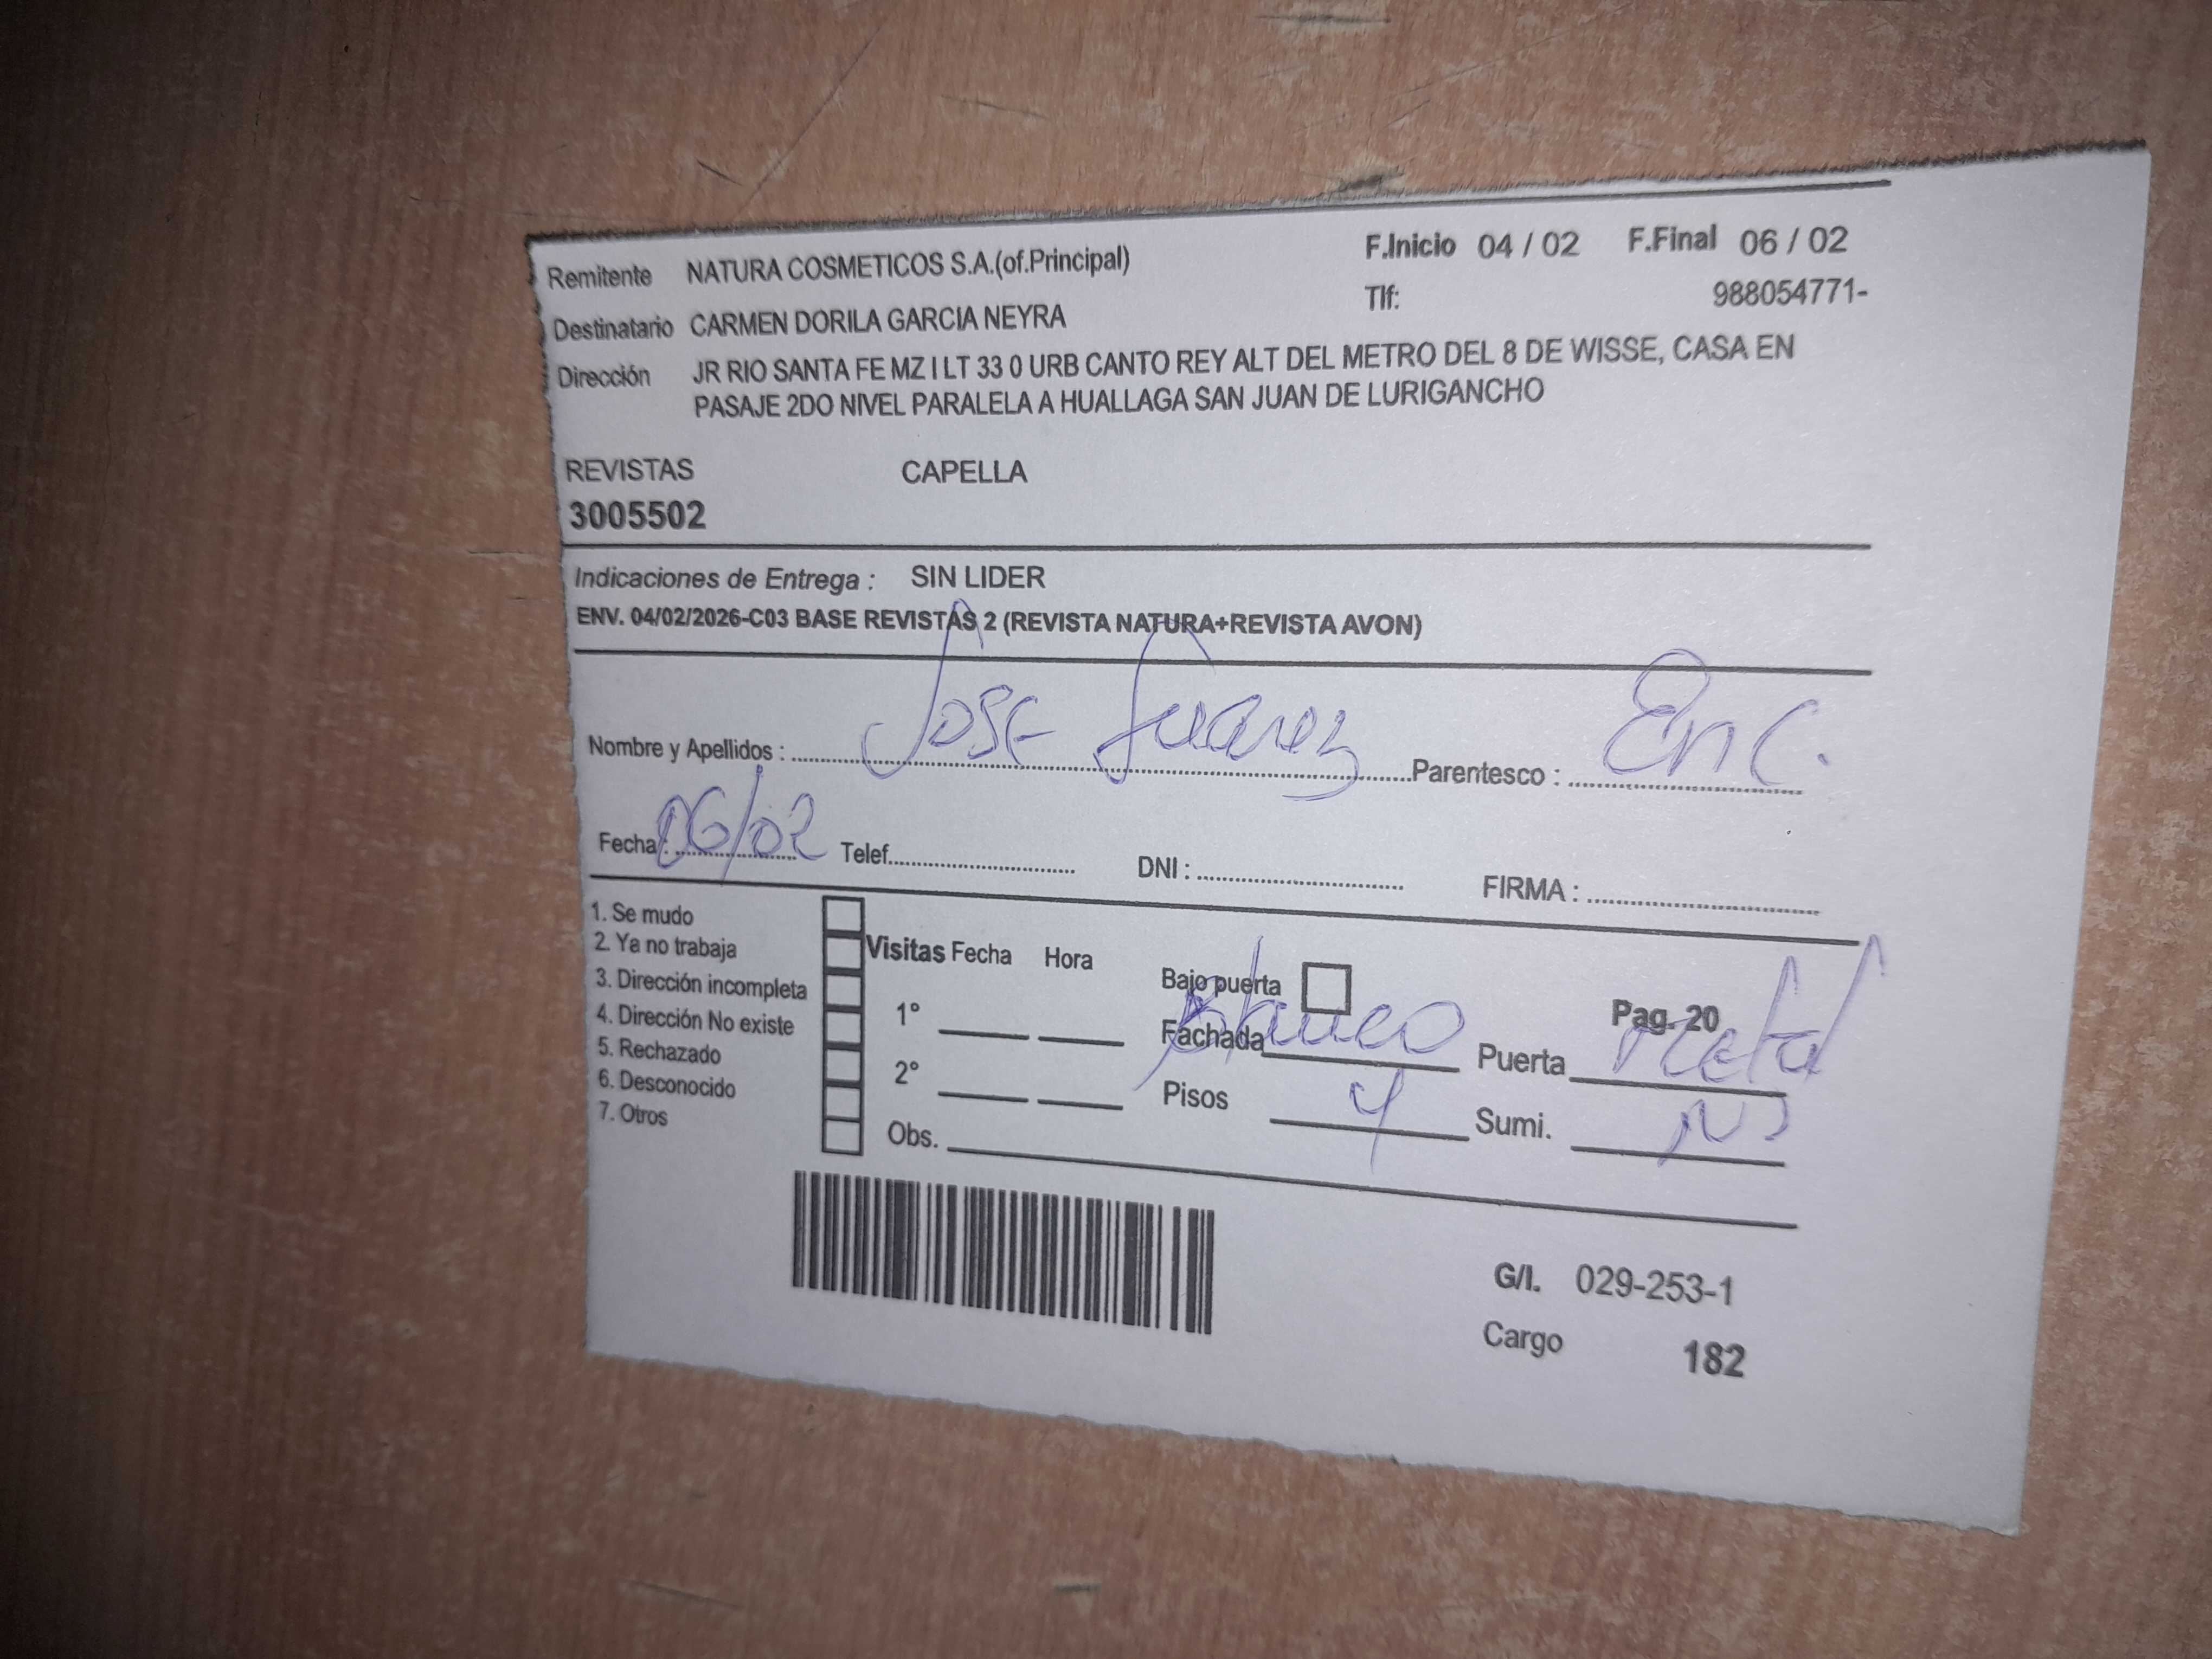 Remitente NATURA COSMETICOS S.A.(of.Principal) F.Inicio 04 / 02 F.Final 06 / 02
Destinatario CARMEN DORILA GARCIA NEYRA Tlf: 988054771-
Dirección JR RIO SANTA FE MZ I LT 33 0 URB CANTO REY ALT DEL METRO DEL 8 DE WISSE, CASA EN
PASAJE 2DO NIVEL PARALELA A HUALLAGA SAN JUAN DE LURIGANCHO
REVISTAS CAPELLA
3005502
Indicaciones de Entrega : SIN LIDER
ENV. 04/02/2026-C03 BASE REVISTAS 2 (REVISTA NATURA+REVISTA AVON)
Nombre y Apellidos : Jose Suarez Parentesco : Enc.
Fecha : 06/02 Telef. DNI : FIRMA :
1. Se mudo
2. Ya no trabaja
3. Dirección incompleta
4. Dirección No existe
5. Rechazado
6. Desconocido
7. Otros
Visitas Fecha Hora
1°
2°
Obs.
Bajo puerta Pag. 20
Fachada blanco Puerta metal
Pisos 4 Sumi.
G/I. 029-253-1
Cargo 182